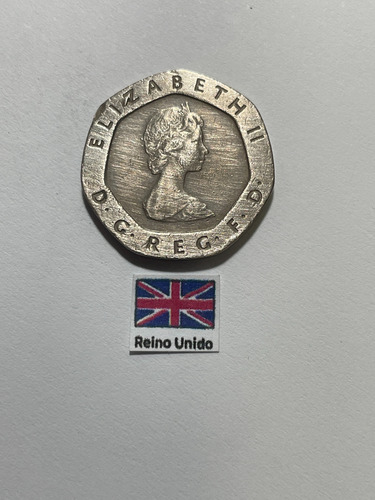 ELIZABETH II
D·G·REG·F·D·
Reino Unido